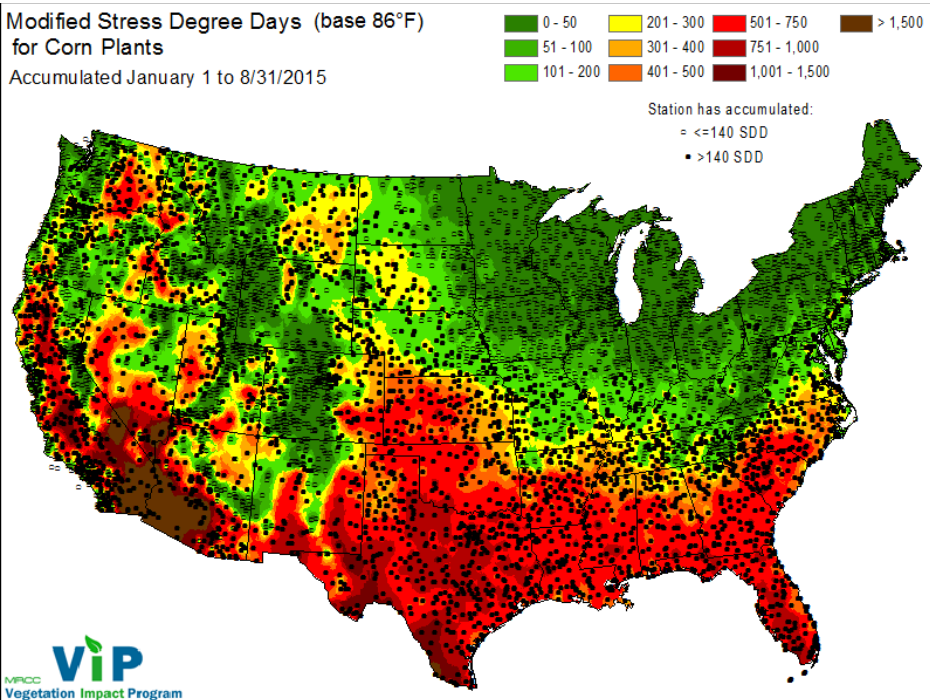 Modified Stress Degree Days (base 86°F)
for Corn Plants
Accumulated January 1 to 8/31/2015
0 - 50
51 - 100
101 - 200
201 - 300
301 - 400
401 - 500
501 - 750
751 - 1,000
1,001 - 1,500
> 1,500
Station has accumulated:
<=140 SDD
>140 SDD
MRCC
ViP
Vegetation Impact Program